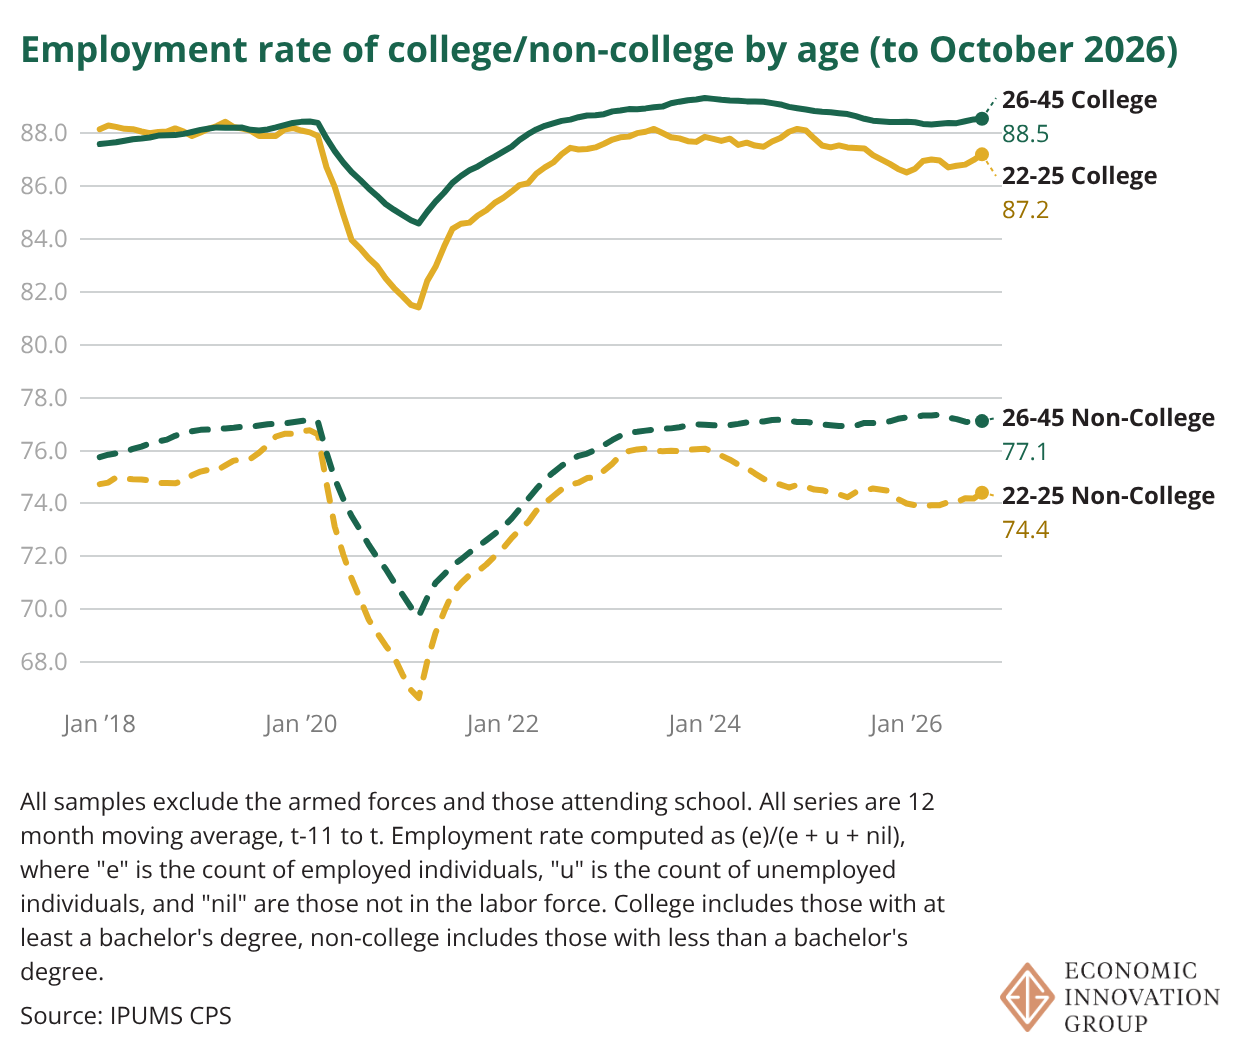 Employment rate of college/non-college by age (to October 2026)
26-45 College
88.5
22-25 College
87.2
88.0
86.0
84.0
82.0
80.0
78.0
76.0
74.0
72.0
70.0
68.0
26-45 Non-College
77.1
22-25 Non-College
74.4
Jan ’18 Jan ’20 Jan ’22 Jan ’24 Jan ’26
All samples exclude the armed forces and those attending school. All series are 12
month moving average, t-11 to t. Employment rate computed as (e)/(e + u + nil),
where "e" is the count of employed individuals, "u" is the count of unemployed
individuals, and "nil" are those not in the labor force. College includes those with at
least a bachelor's degree, non-college includes those with less than a bachelor's
degree.
Source: IPUMS CPS
ECONOMIC
INNOVATION
GROUP